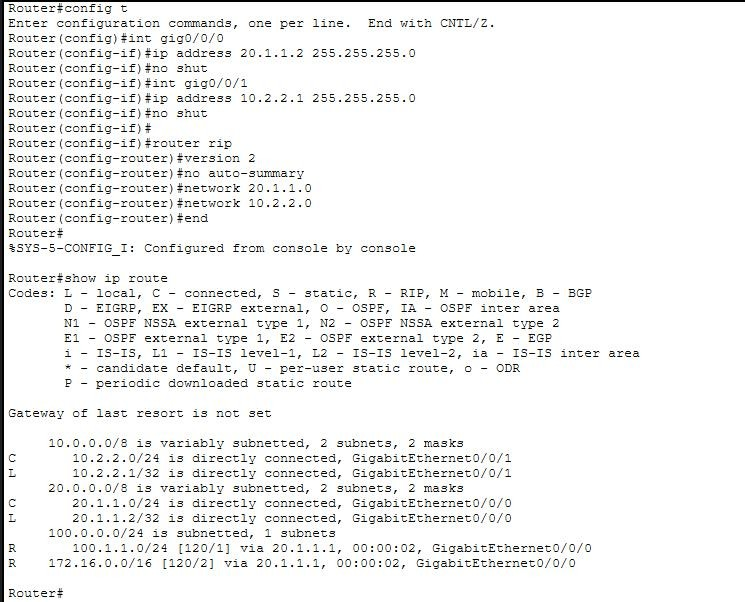 Router#config t
Enter configuration commands, one per line.  End with CNTL/Z.
Router(config)#int gig0/0/0
Router(config-if)#ip address 20.1.1.2 255.255.255.0
Router(config-if)#no shut
Router(config-if)#int gig0/0/1
Router(config-if)#ip address 10.2.2.1 255.255.255.0
Router(config-if)#no shut
Router(config-if)#
Router(config-if)#router rip
Router(config-router)#version 2
Router(config-router)#no auto-summary
Router(config-router)#network 20.1.1.0
Router(config-router)#network 10.2.2.0
Router(config-router)#end
Router#
%SYS-5-CONFIG_I: Configured from console by console
Router#show ip route
Codes: L - local, C - connected, S - static, R - RIP, M - mobile, B - BGP
       D - EIGRP, EX - EIGRP external, O - OSPF, IA - OSPF inter area
       N1 - OSPF NSSA external type 1, N2 - OSPF NSSA external type 2
       E1 - OSPF external type 1, E2 - OSPF external type 2, E - EGP
       i - IS-IS, L1 - IS-IS level-1, L2 - IS-IS level-2, ia - IS-IS inter area
       * - candidate default, U - per-user static route, o - ODR
       P - periodic downloaded static route
Gateway of last resort is not set
     10.0.0.0/8 is variably subnetted, 2 subnets, 2 masks
C       10.2.2.0/24 is directly connected, GigabitEthernet0/0/1
L       10.2.2.1/32 is directly connected, GigabitEthernet0/0/1
     20.0.0.0/8 is variably subnetted, 2 subnets, 2 masks
C       20.1.1.0/24 is directly connected, GigabitEthernet0/0/0
L       20.1.1.2/32 is directly connected, GigabitEthernet0/0/0
     100.0.0.0/24 is subnetted, 1 subnets
R       100.1.1.0/24 [120/1] via 20.1.1.1, 00:00:02, GigabitEthernet0/0/0
R    172.16.0.0/16 [120/2] via 20.1.1.1, 00:00:02, GigabitEthernet0/0/0
Router#